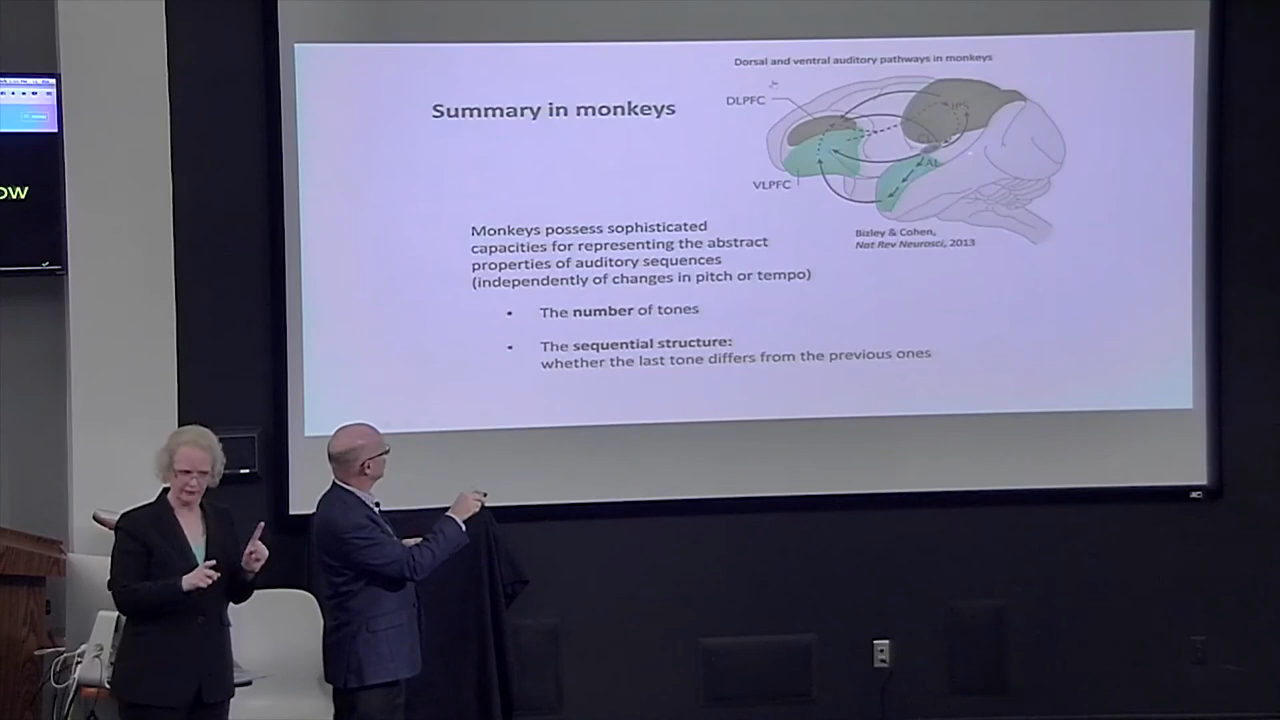 Dorsal and ventral auditory pathways in monkeys
Summary in monkeys
DLPFC
IPS
AL
VLPFC
Bizley & Cohen,
Nat Rev Neurosci, 2013
Monkeys possess sophisticated
capacities for representing the abstract
properties of auditory sequences
(independently of changes in pitch or tempo)
• The number of tones
• The sequential structure:
whether the last tone differs from the previous ones
ow